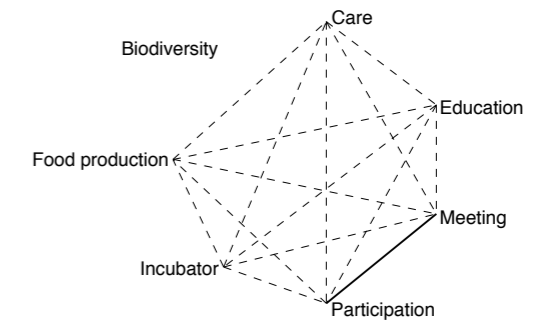 Care
Biodiversity
Education
Food production
Meeting
Incubator
Participation